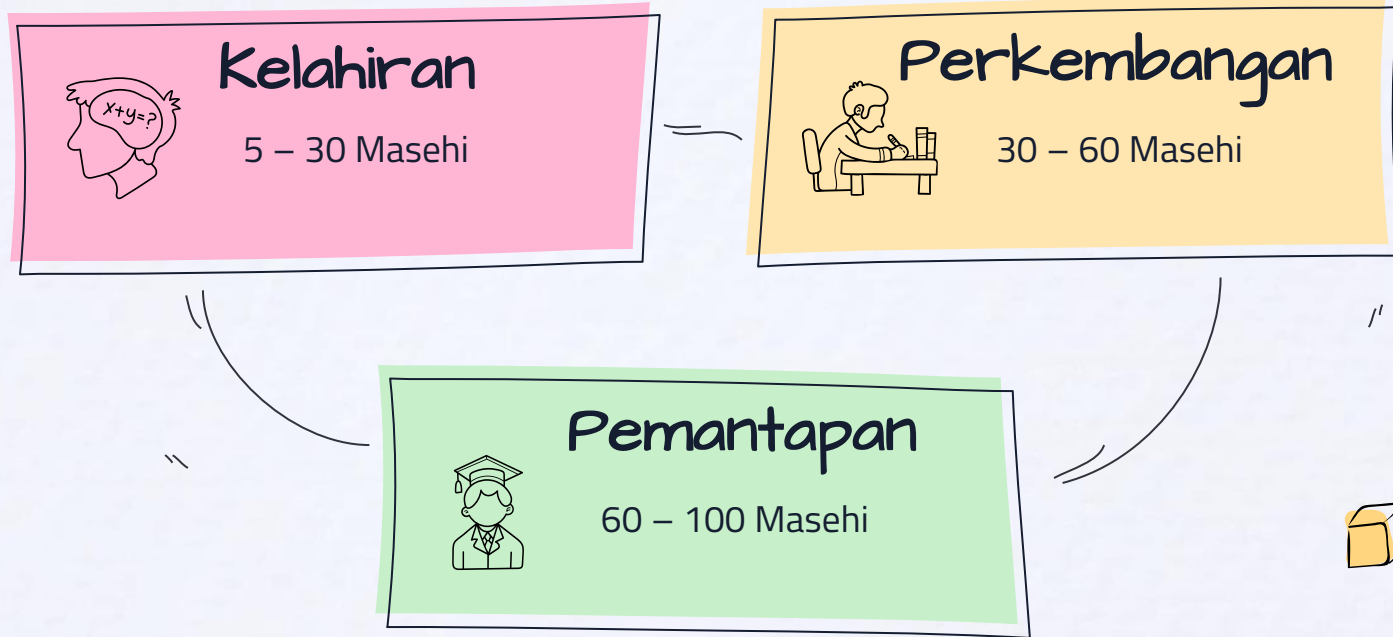 Kelahiran
5 – 30 Masehi
x+y=?
Perkembangan
30 – 60 Masehi
Pemantapan
60 – 100 Masehi